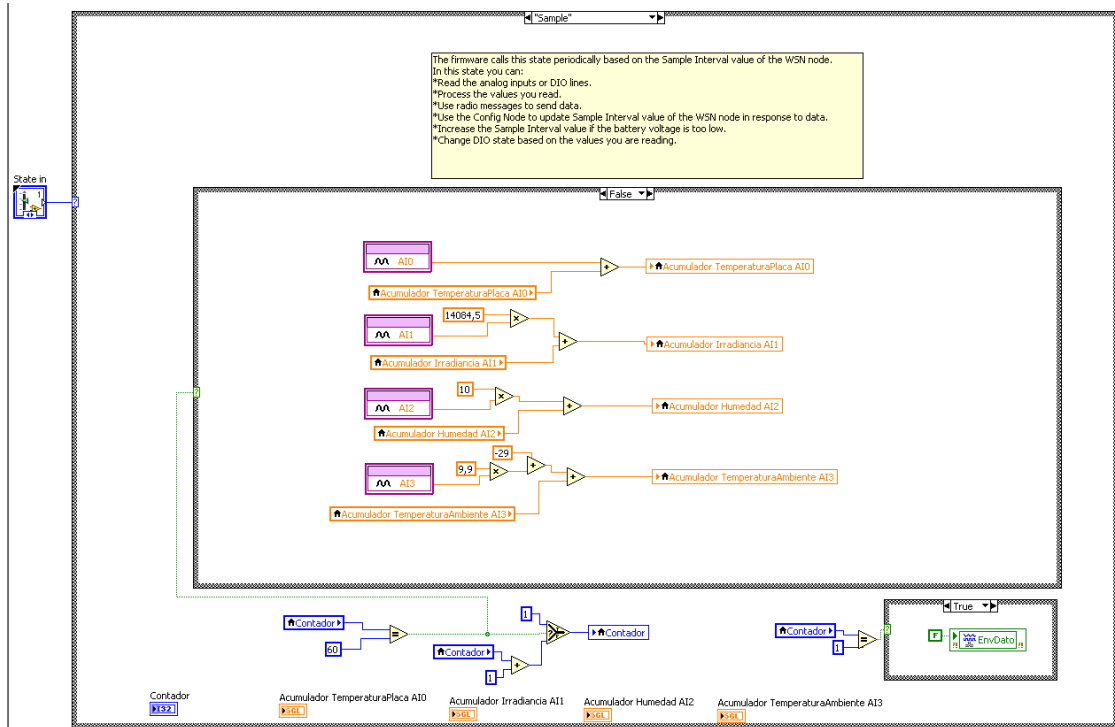 "Sample"
The firmware calls this state periodically based on the Sample Interval value of the WSN node.
In this state you can:
*Read the analog inputs or DIO lines.
*Process the values you read.
*Use radio messages to send data.
*Use the Config Node to update Sample Interval value of the WSN node in response to data.
*Increase the Sample Interval value if the battery voltage is too low.
*Change DIO state based on the values you are reading.
State in
1
?
False
AI0
Acumulador TemperaturaPlaca AI0
Acumulador TemperaturaPlaca AI0
14084,5
AI1
Acumulador Irradiancia AI1
Acumulador Irradiancia AI1
?
10
AI2
Acumulador Humedad AI2
Acumulador Humedad AI2
-29
9,9
AI3
Acumulador TemperaturaAmbiente AI3
Acumulador TemperaturaAmbiente AI3
True
1
Contador
60
Contador
Contador
1
Contador
1
?
F
EnvDato
Contador
I32
Acumulador TemperaturaPlaca AI0
SGL
Acumulador Irradiancia AI1
SGL
Acumulador Humedad AI2
SGL
Acumulador TemperaturaAmbiente AI3
SGL